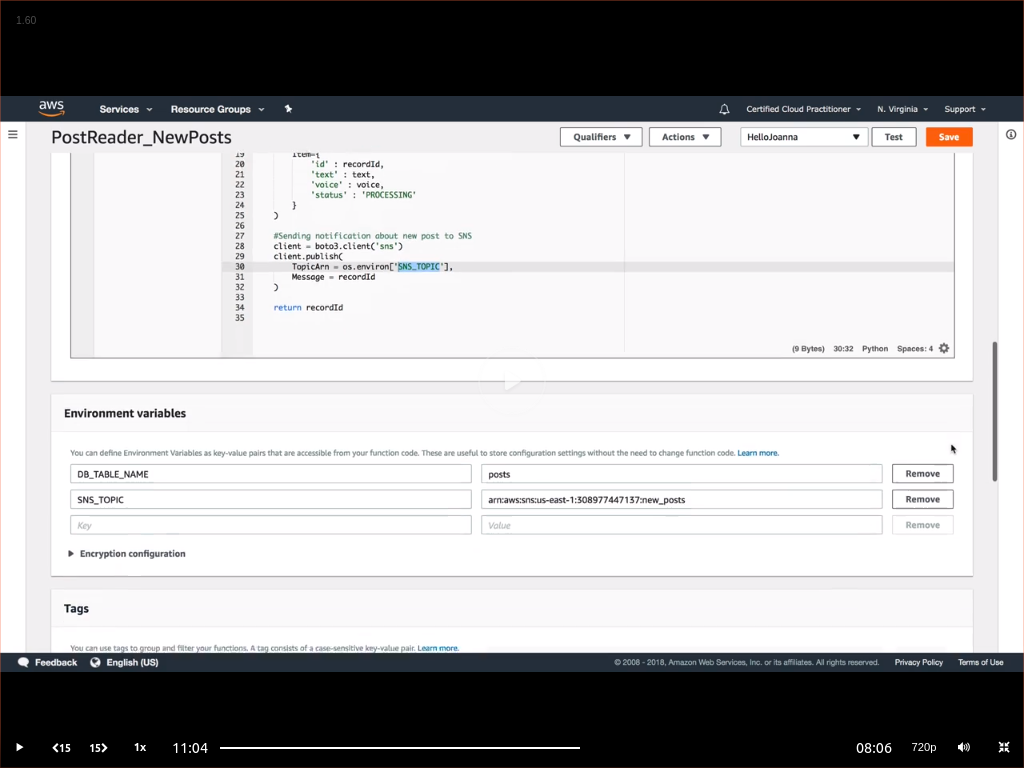 1.60
aws Services Resource Groups Certified Cloud Practitioner N. Virginia Support
PostReader_NewPosts Qualifiers Actions HelloJoanna Test Save
19 Item={
20 'id' : recordId,
21 'text' : text,
22 'voice' : voice,
23 'status' : 'PROCESSING'
24 }
25 )
26
27 #Sending notification about new post to SNS
28 client = boto3.client('sns')
29 client.publish(
30 TopicArn = os.environ['SNS_TOPIC'],
31 Message = recordId
32 )
33
34 return recordId
35
(9 Bytes) 30:32 Python Spaces: 4
Environment variables
You can define Environment Variables as key-value pairs that are accessible from your function code. These are useful to store configuration settings without the need to change function code. Learn more.
DB_TABLE_NAME posts Remove
SNS_TOPIC arn:aws:sns:us-east-1:308977447137:new_posts Remove
Key Value Remove
Encryption configuration
Tags
You can use tags to group and filter your functions. A tag consists of a case-sensitive key-value pair. Learn more.
Feedback English (US) © 2008 - 2018, Amazon Web Services, Inc. or its affiliates. All rights reserved. Privacy Policy Terms of Use
15 15 1x 11:04 08:06 720p